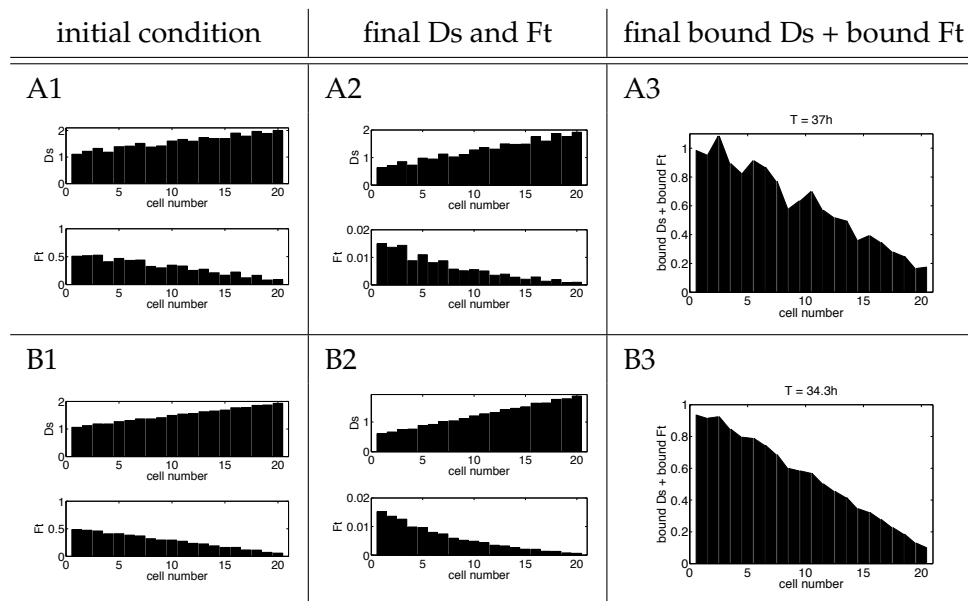 initial condition
final Ds and Ft
final bound Ds + bound Ft
A1
A2
A3
2
1
0
Ds
0
5
10
15
20
cell number
1
0.5
0
Ft
0
5
10
15
20
cell number
2
1
0
Ds
0
5
10
15
20
cell number
0.02
0.01
0
Ft
0
5
10
15
20
cell number
T = 37h
1
0.8
0.6
0.4
0.2
0
bound Ds + bound Ft
0
5
10
15
20
cell number
B1
B2
B3
2
1
0
Ds
0
5
10
15
20
cell number
1
0.5
0
Ft
0
5
10
15
20
cell number
1
0
Ds
0
5
10
15
20
cell number
0.02
0.01
0
Ft
0
5
10
15
20
cell number
T = 34.3h
1
0.8
0.6
0.4
0.2
0
bound Ds + bound Ft
0
5
10
15
20
cell number